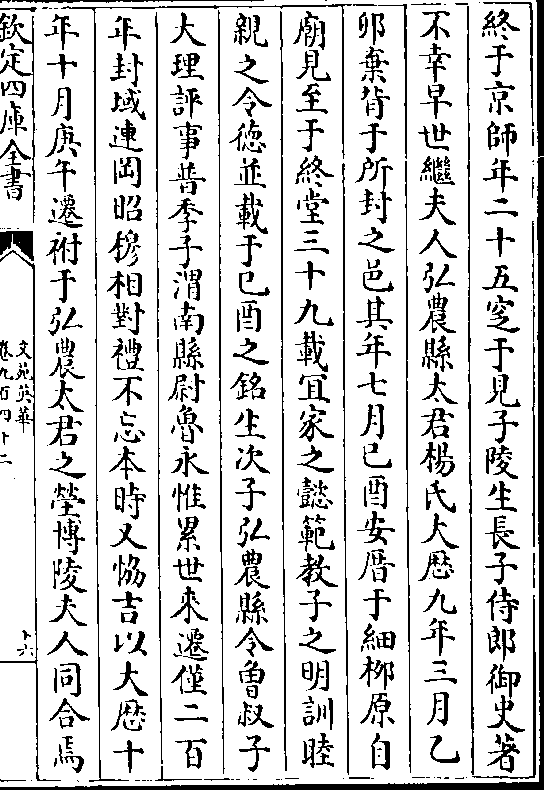 終于京師年二十五窆于見子陵生長子侍郎御史著
不幸早世繼夫人弘農縣太君楊氏大厯九年三月乙
卯棄背于所封之邑其年七月已酉安厝于細栁原自
廟見至于終堂三十九載宜家之懿範教子之明訓睦
親之令德並載于已酉之銘生次子弘農縣令曾叔子
大理評事普季子渭南縣尉魯永惟累世來遷僅二百
年封域連岡昭穆相對禮不忘本時又恊吉以大厯十
年十月庚午遷祔于弘農太君之塋博陵夫人同合焉
欽定四庫全書
文苑英華
卷九百四十二
十六